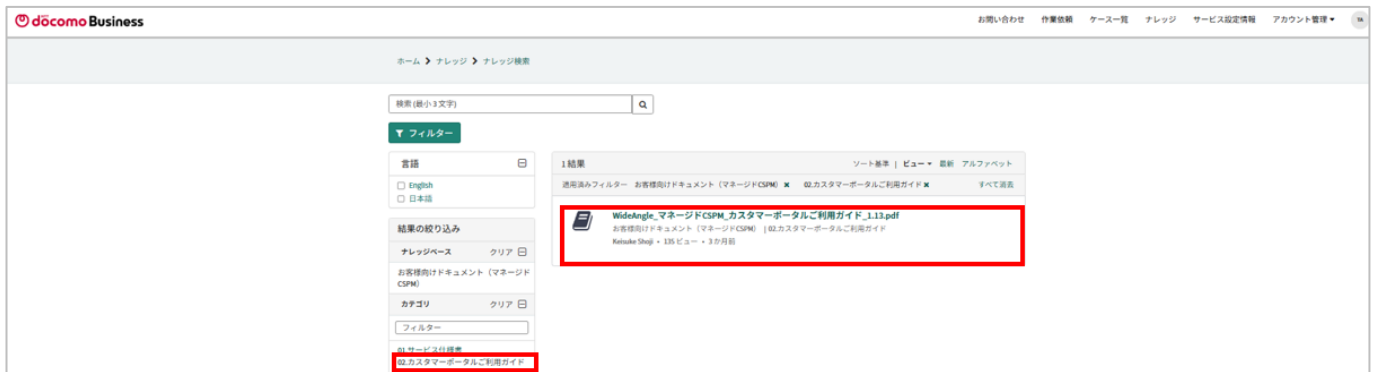 döcomo Business
お問い合わせ 作業依頼 ケース一覧 ナレッジ サービス設定情報 アカウント管理 TA
ホーム ナレッジ ナレッジ検索
検索 (最小 3 文字)
フィルター
言語
English
日本語
結果の絞り込み
ナレッジベース クリア
お客様向けドキュメント（マネージド
CSPM）
カテゴリ クリア
フィルター
01.サービス仕様書
02.カスタマーポータルご利用ガイド
1 結果 ソート基準 | ビュー 最新 アルファベット
適用済みフィルター お客様向けドキュメント（マネージドCSPM） ✖ 02.カスタマーポータルご利用ガイド ✖ すべて消去
WideAngle_マネージドCSPM_カスタマーポータルご利用ガイド_1.13.pdf
お客様向けドキュメント（マネージドCSPM） | 02.カスタマーポータルご利用ガイド
Keisuke Shoji • 135 ビュー • 3 か月前